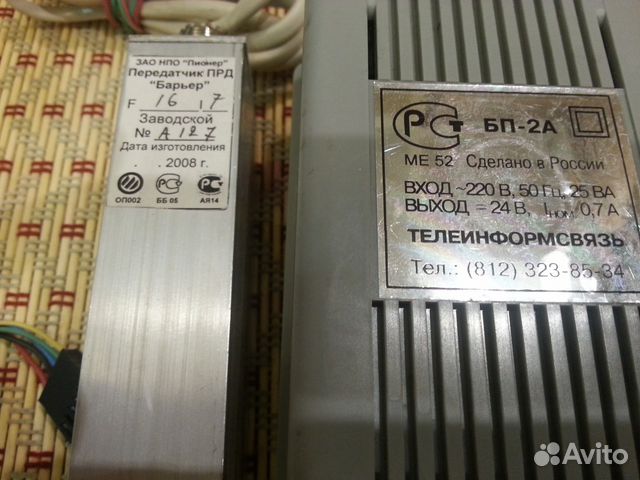 ЗАО НПО "Пионер"
Передатчик ПРД
"Барьер"
F 16 17
Заводской
№ А127
Дата изготовления
. . 2008 г.
ОП002 ББ 05 АЯ14
РСт БП-2А
МЕ 52 Сделано в России
ВХОД ~220 В, 50 Гц, 25 ВА
ВЫХОД = 24 В, Iном 0,7 А
ТЕЛЕИНФОРМСВЯЗЬ
Тел.: (812) 323-85-34
Avito